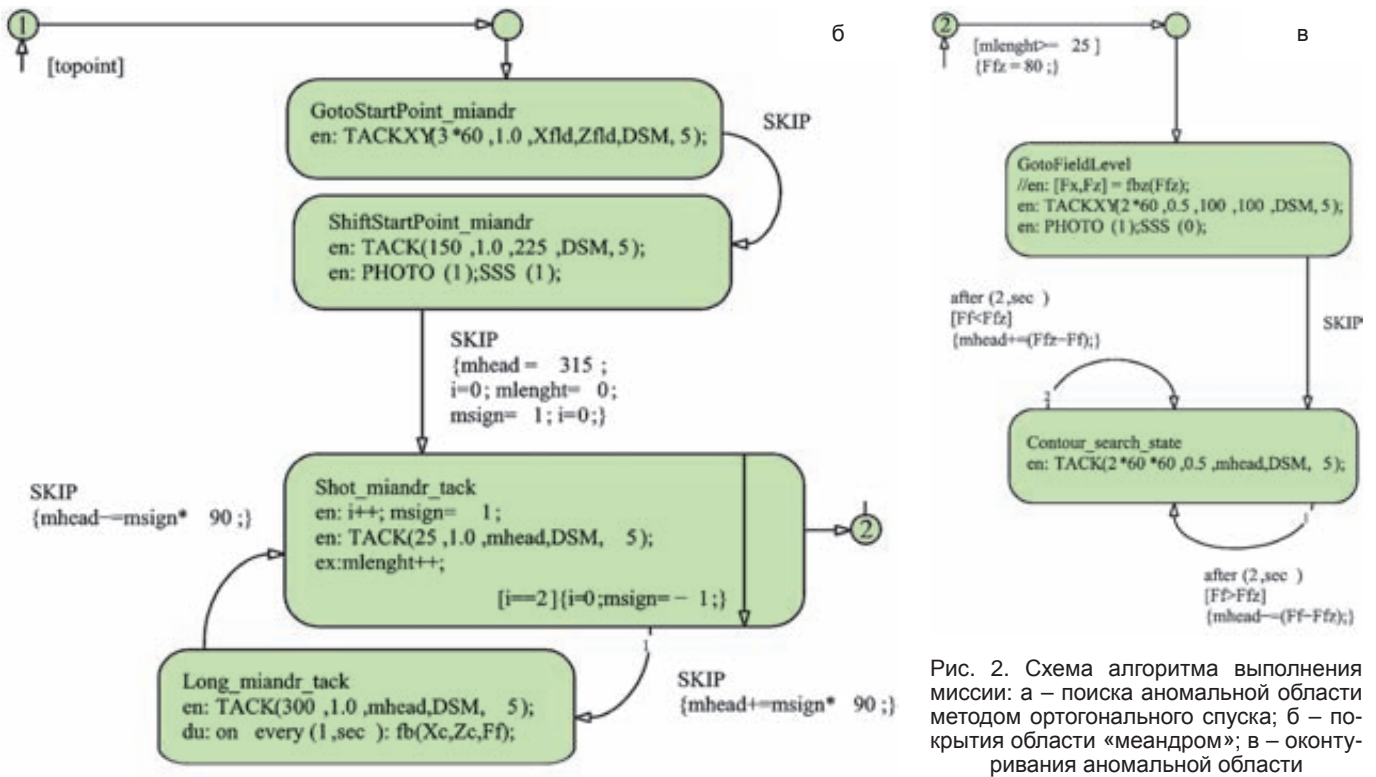 1
б
[topoint]
GotoStartPoint_miandr
en: TACKXY(3*60 ,1.0 ,Xfld,Zfld,DSM, 5);
SKIP
ShiftStartPoint_miandr
en: TACK(150 ,1.0 ,225 ,DSM, 5);
en: PHOTO (1);SSS (1);
SKIP
{mhead = 315 ;
i=0; mlenght= 0;
msign= 1; i=0;}
Shot_miandr_tack
en: i++; msign= 1;
en: TACK(25 ,1.0 ,mhead,DSM, 5);
ex:mlenght++;
[i==2]{i=0;msign= − 1;}
2
SKIP
{mhead−=msign* 90 ;}
1
SKIP
{mhead+=msign* 90 ;}
Long_miandr_tack
en: TACK(300 ,1.0 ,mhead,DSM, 5);
du: on every (1,sec ): fb(Xc,Zc,Ff);
2
в
[mlenght>= 25 ]
{Ffz = 80 ;}
GotoFieldLevel
//en: [Fx,Fz] = fbz(Ffz);
en: TACKXY(2*60 ,0.5 ,100 ,100 ,DSM, 5);
en: PHOTO (1);SSS (0);
SKIP
after (2,sec )
[Ff<Ffz]
{mhead+=(Ffz−Ff);}
2
Contour_search_state
en: TACK(2*60 *60 ,0.5 ,mhead,DSM, 5);
1
after (2,sec )
[Ff>Ffz]
{mhead−=(Ff−Ffz);}
Рис. 2. Схема алгоритма выполнения
миссии: а – поиска аномальной области
методом ортогонального спуска; б – по-
крытия области «меандром»; в – оконту-
ривания аномальной области